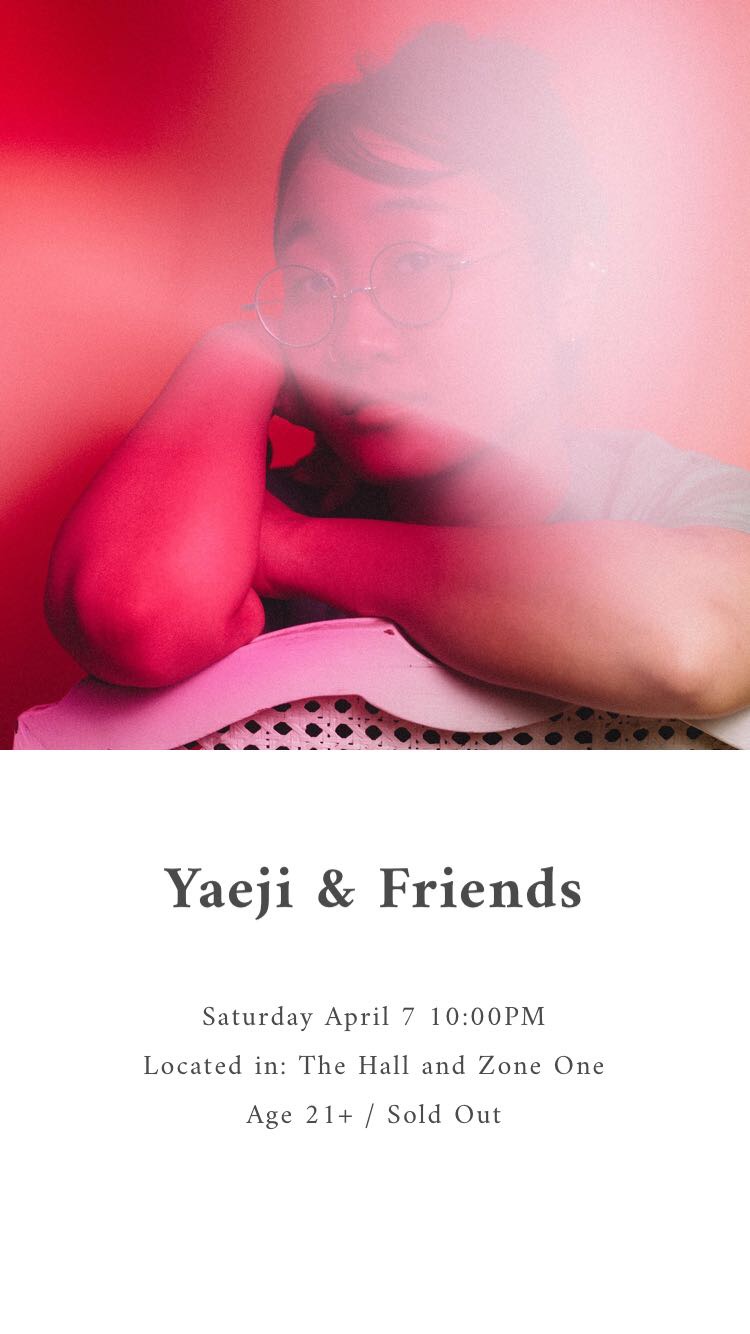 Yaeji & Friends
Saturday April 7 10:00PM
Located in: The Hall and Zone One
Age 21+ / Sold Out